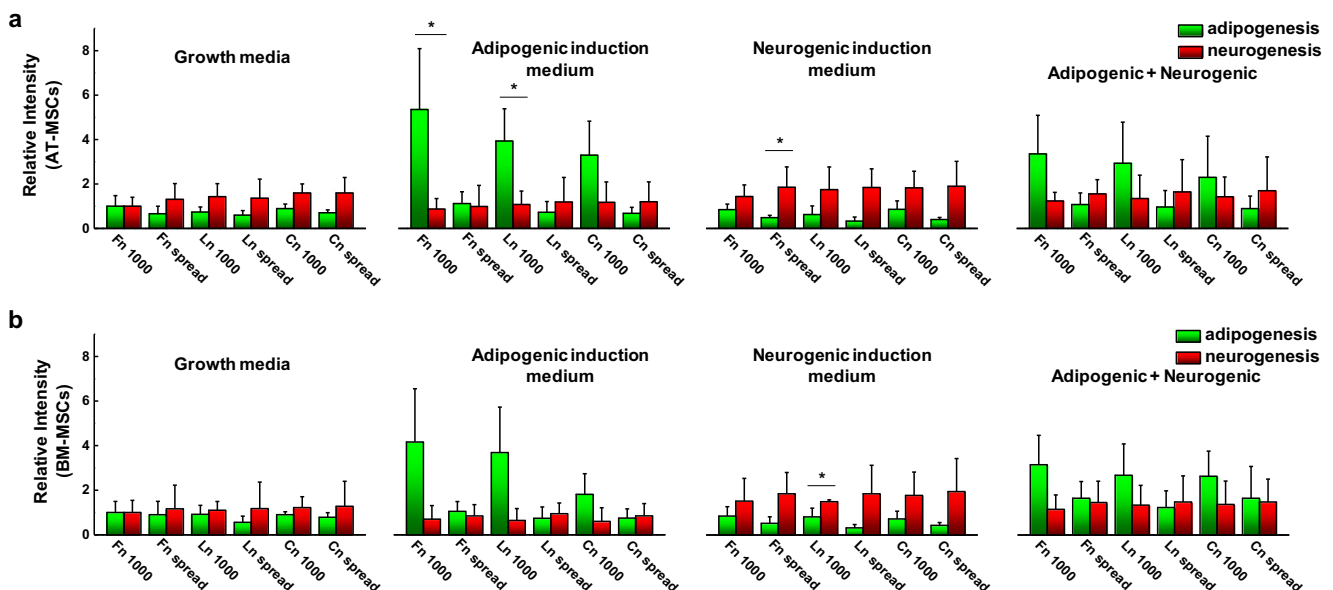 a
adipogenesis
neurogenesis
Growth media
Adipogenic induction
medium
Neurogenic induction
medium
Adipogenic + Neurogenic
Relative Intensity
(AT-MSCs)
8
6
4
2
0
*
*
*
Fn 1000
Fn spread
Ln 1000
Ln spread
Cn 1000
Cn spread
Fn 1000
Fn spread
Ln 1000
Ln spread
Cn 1000
Cn spread
Fn 1000
Fn spread
Ln 1000
Ln spread
Cn 1000
Cn spread
Fn 1000
Fn spread
Ln 1000
Ln spread
Cn 1000
Cn spread
b
adipogenesis
neurogenesis
Growth media
Adipogenic induction
medium
Neurogenic induction
medium
Adipogenic + Neurogenic
Relative Intensity
(BM-MSCs)
8
6
4
2
0
*
Fn 1000
Fn spread
Ln 1000
Ln spread
Cn 1000
Cn spread
Fn 1000
Fn spread
Ln 1000
Ln spread
Cn 1000
Cn spread
Fn 1000
Fn spread
Ln 1000
Ln spread
Cn 1000
Cn spread
Fn 1000
Fn spread
Ln 1000
Ln spread
Cn 1000
Cn spread